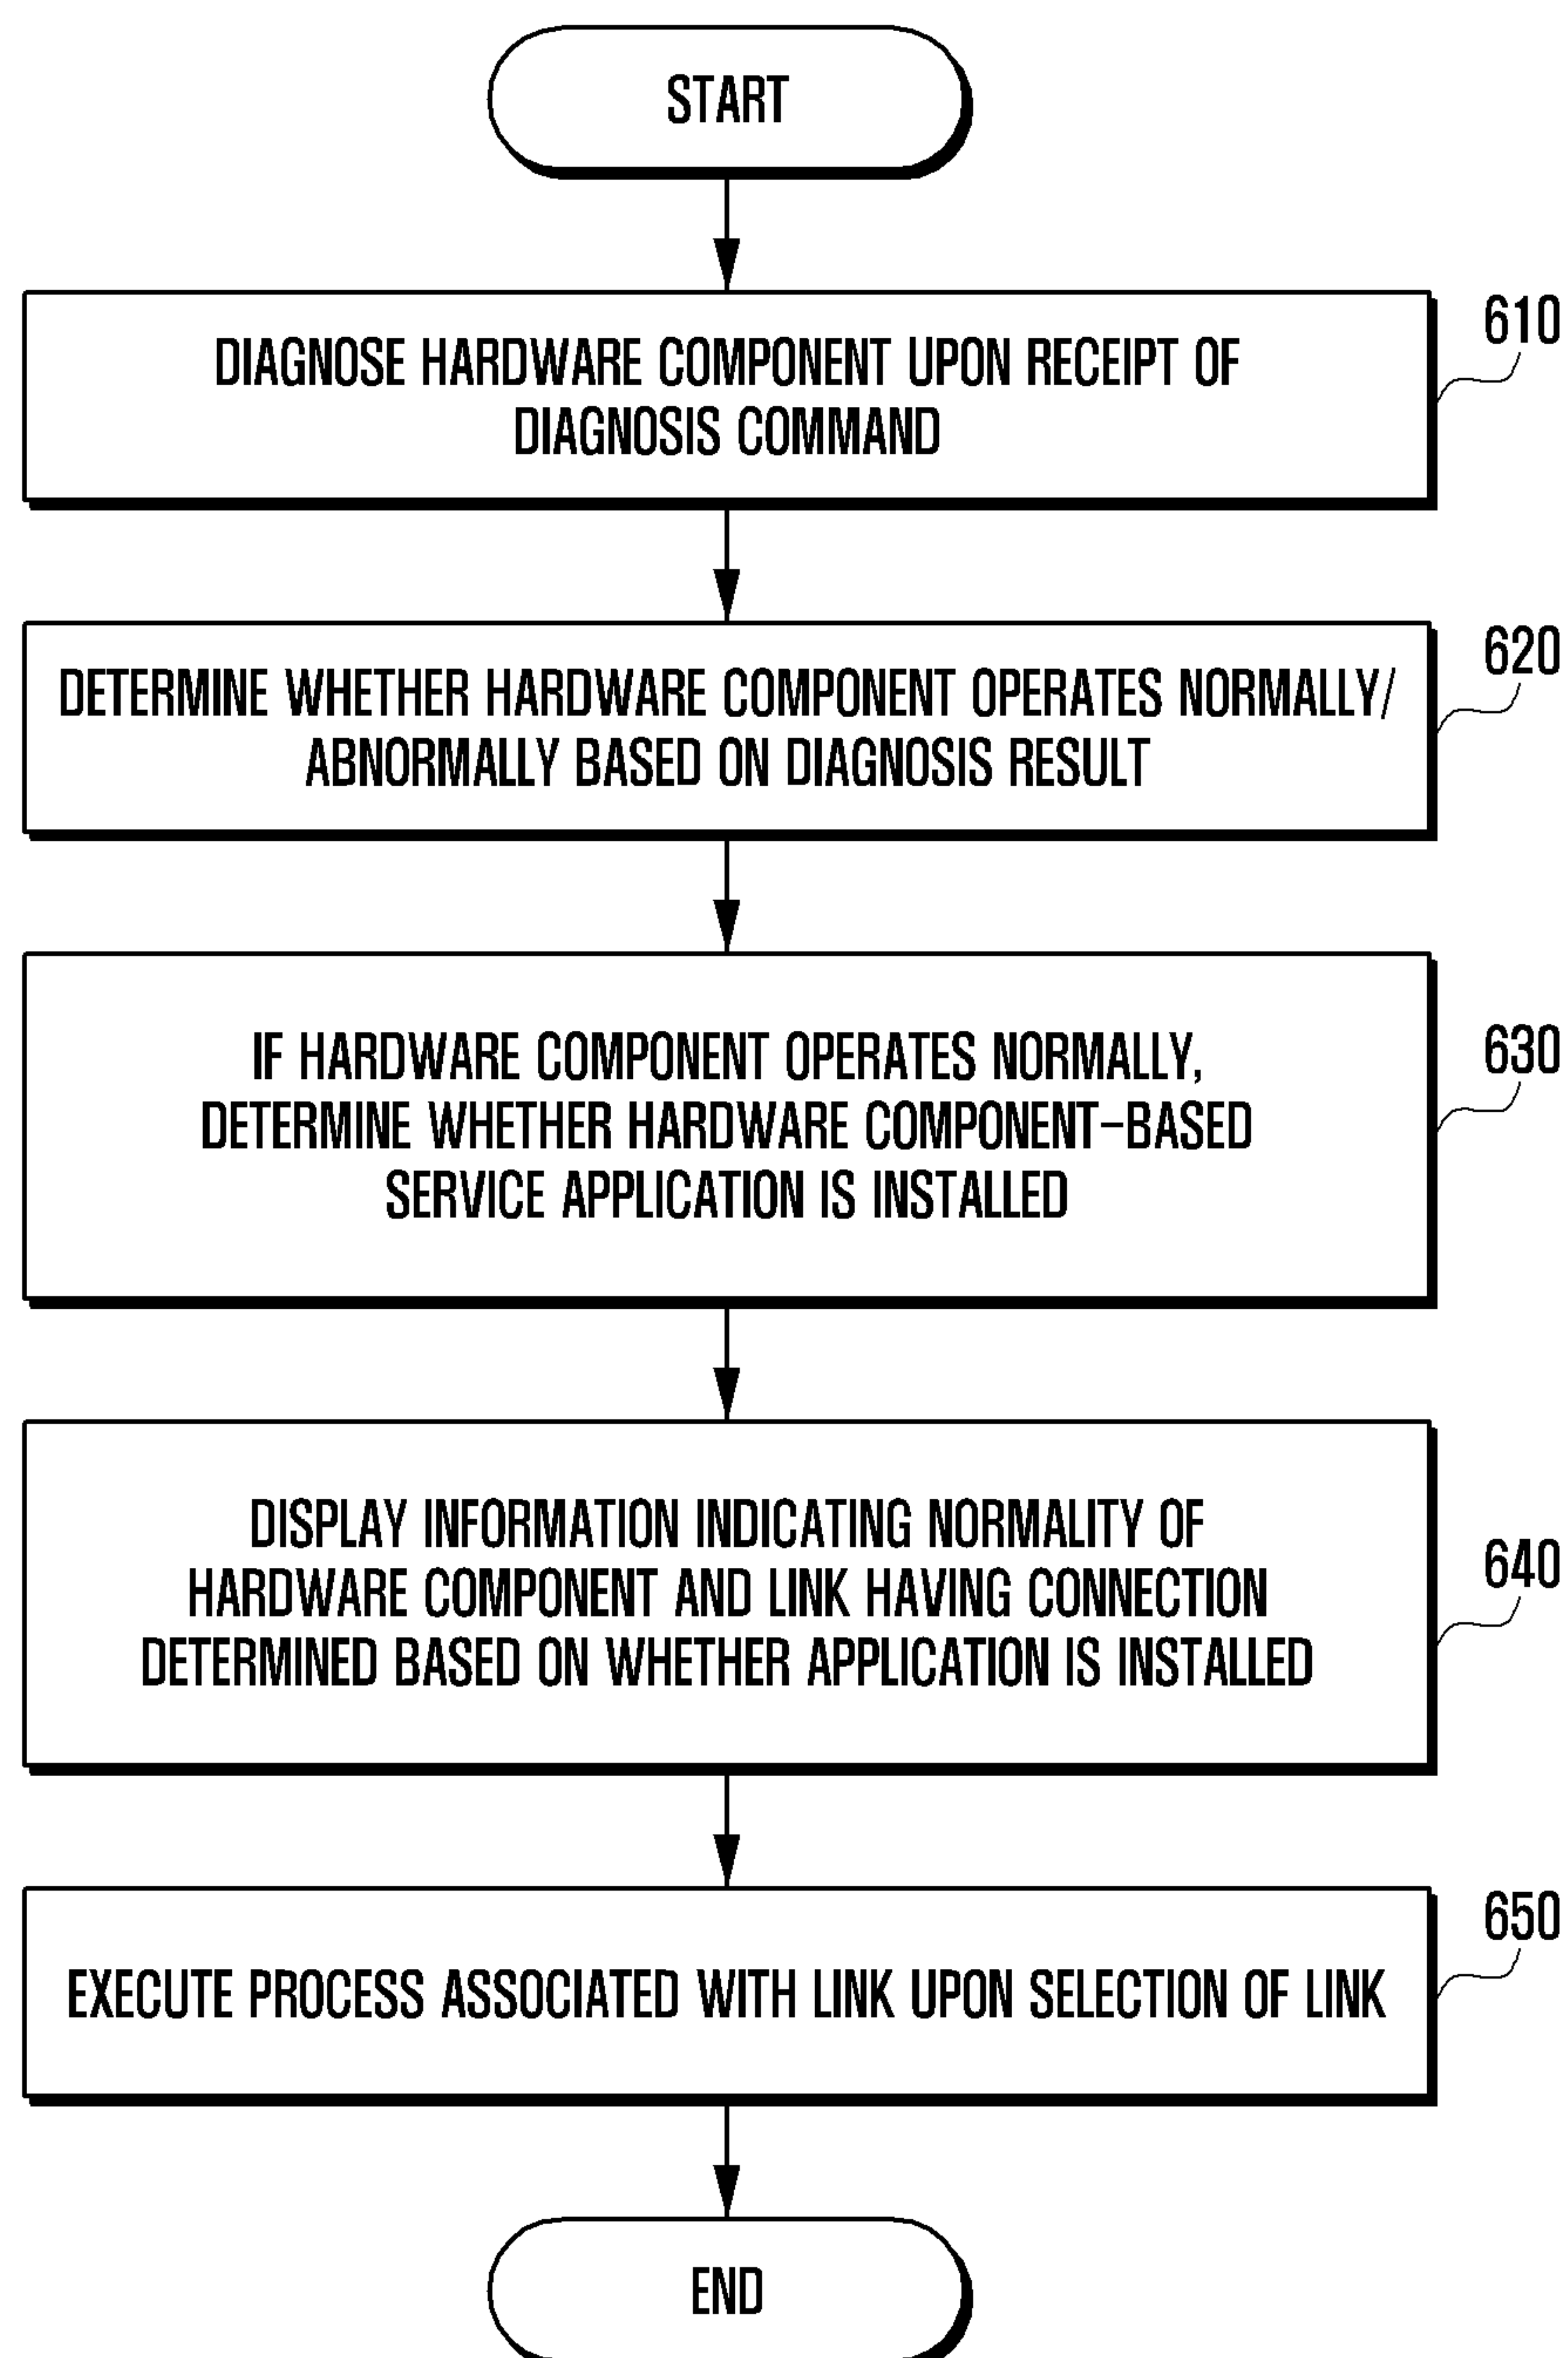 START
610
DIAGNOSE HARDWARE COMPONENT UPON RECEIPT OF
DIAGNOSIS COMMAND
620
DETERMINE WHETHER HARDWARE COMPONENT OPERATES NORMALLY/
ABNORMALLY BASED ON DIAGNOSIS RESULT
630
IF HARDWARE COMPONENT OPERATES NORMALLY,
DETERMINE WHETHER HARDWARE COMPONENT-BASED
SERVICE APPLICATION IS INSTALLED
640
DISPLAY INFORMATION INDICATING NORMALITY OF
HARDWARE COMPONENT AND LINK HAVING CONNECTION
DETERMINED BASED ON WHETHER APPLICATION IS INSTALLED
650
EXECUTE PROCESS ASSOCIATED WITH LINK UPON SELECTION OF LINK
END